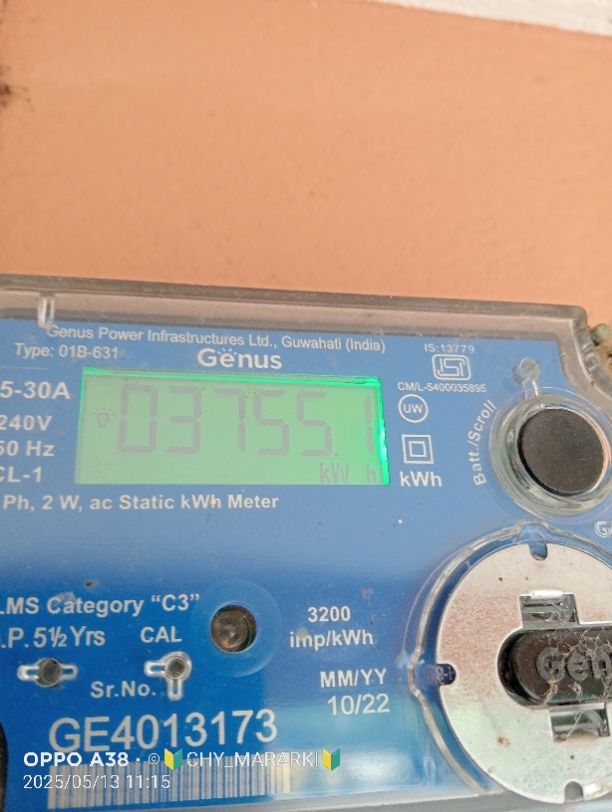 Genus Power Infrastructures Ltd., Guwahati (India)
Type: 01B-631
Genus
IS:13779
ISI
CM/L-5400035895
5-30A
240V
50 Hz
CL-1
03755.1
kW h
UW
kWh
Batt./Scroll
Ph, 2 W, ac Static kWh Meter
LMS Category "C3"
.P. 5½ Yrs
CAL
3200
imp/kWh
Sr.No.
MM/YY
10/22
GE4013173
Gen
OPPO A38 · ©🔰CHY_MARARKI🔰
2025/05/13 11:15